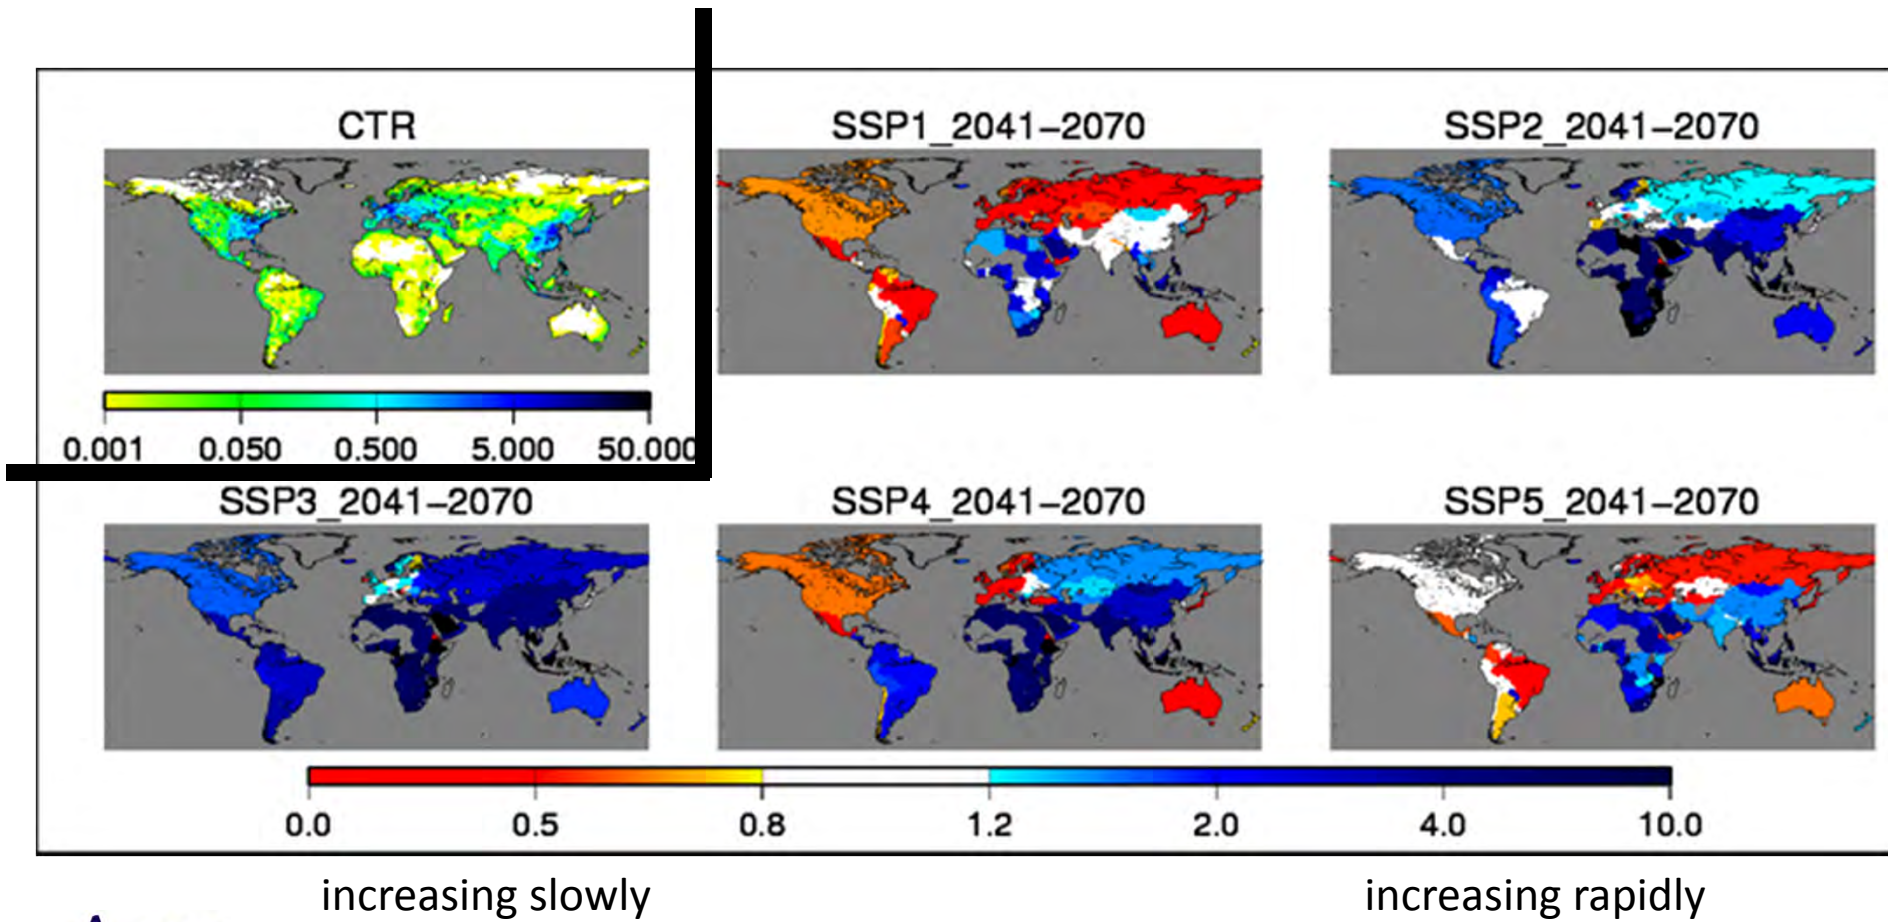 CTR
SSP1_2041-2070
SSP2_2041-2070
0.001 0.050 0.500 5.000 50.000
SSP3_2041-2070
SSP4_2041-2070
SSP5_2041-2070
0.0 0.5 0.8 1.2 2.0 4.0 10.0
increasing slowly
increasing rapidly